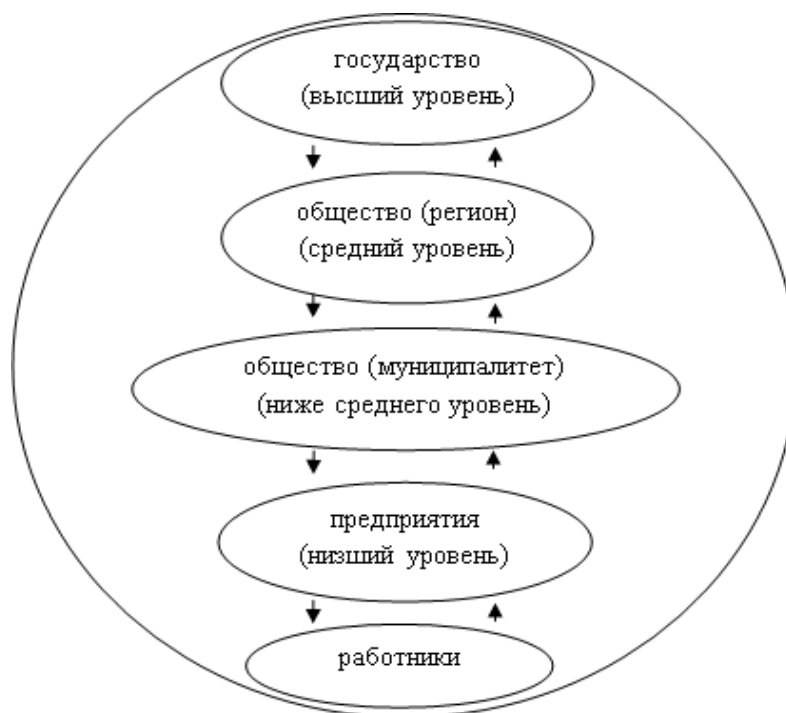 государство
(высший уровень)
общество (регион)
(средний уровень)
общество (муниципалитет)
(ниже среднего уровень)
предприятия
(низший уровень)
работники